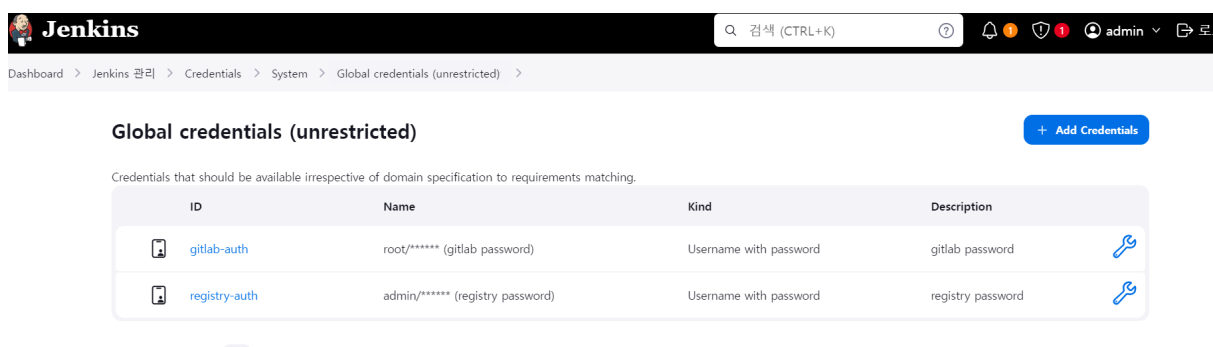 Jenkins 검색 (CTRL+K) ? 1 1 admin 로
Dashboard > Jenkins 관리 > Credentials > System > Global credentials (unrestricted) >
Global credentials (unrestricted) + Add Credentials
Credentials that should be available irrespective of domain specification to requirements matching.
ID Name Kind Description
gitlab-auth root/****** (gitlab password) Username with password gitlab password
registry-auth admin/****** (registry password) Username with password registry password